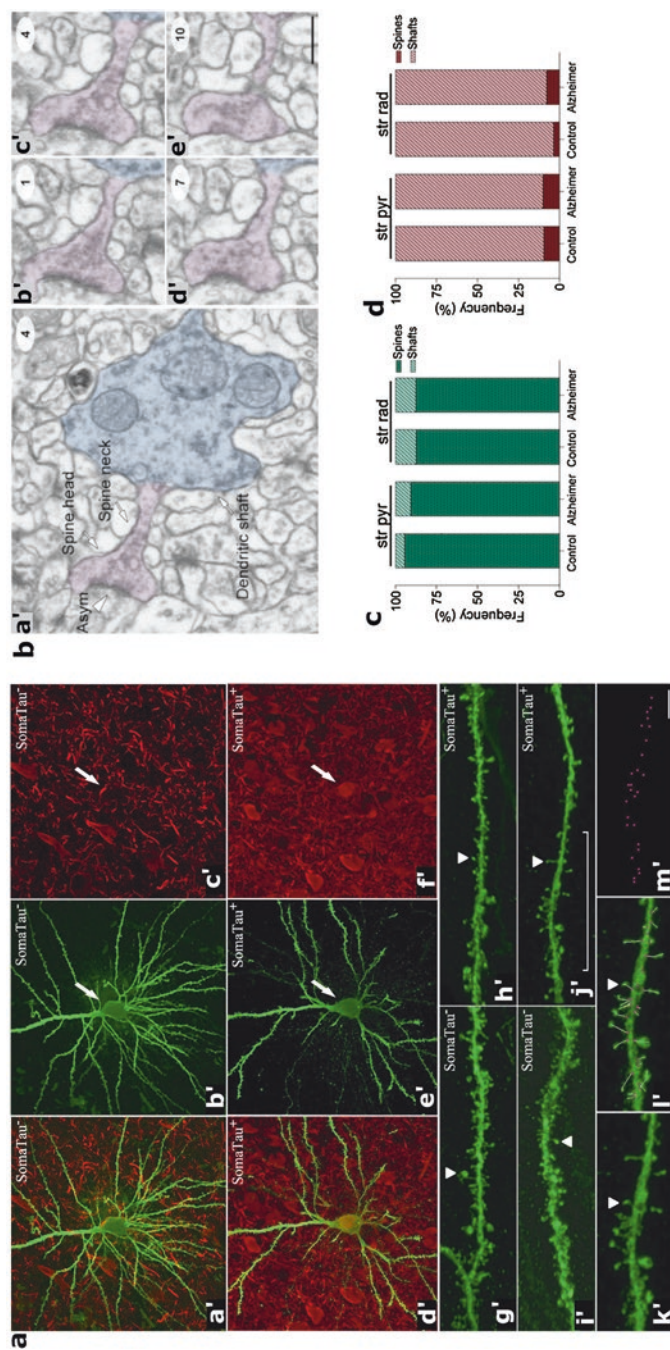 a
a'
SomaTau-
b'
SomaTau-
c'
SomaTau-
d'
SomaTau+
e'
SomaTau+
f'
SomaTau+
g'
SomaTau-
h'
SomaTau+
i'
j'
k'
l'
m'
b
a'
4
Asym
Spine head
Spine neck
Dendritic shaft
b'
1
c'
4
d'
7
e'
10
c
Spines
Shafts
str pyr
str rad
100
75
50
25
0
Frequency (%)
Control
Alzheimer
Control
Alzheimer
d
Spines
Shafts
str pyr
str rad
100
75
50
25
0
Frequency (%)
Control
Alzheimer
Control
Alzheimer